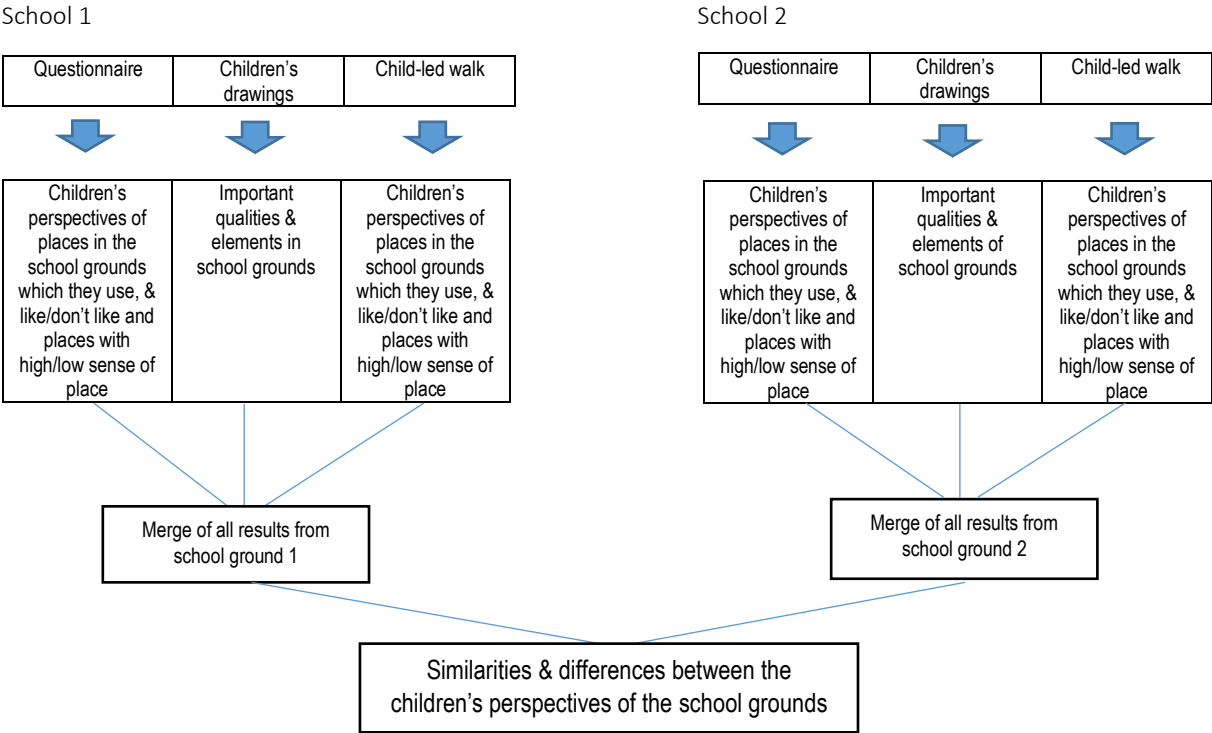 School 1
Questionnaire
Children's
drawings
Child-led walk
Children's
perspectives of
places in the
school grounds
which they use, &
like/don't like and
places with
high/low sense of
place
Important
qualities &
elements in
school grounds
Children's
perspectives of
places in the
school grounds
which they use, &
like/don't like and
places with
high/low sense of
place
Merge of all results from
school ground 1
School 2
Questionnaire
Children's
drawings
Child-led walk
Children's
perspectives of
places in the
school grounds
which they use, &
like/don't like and
places with
high/low sense of
place
Important
qualities &
elements of
school grounds
Children's
perspectives of
places in the
school grounds
which they use, &
like/don't like and
places with
high/low sense of
place
Merge of all results from
school ground 2
Similarities & differences between the
children's perspectives of the school grounds